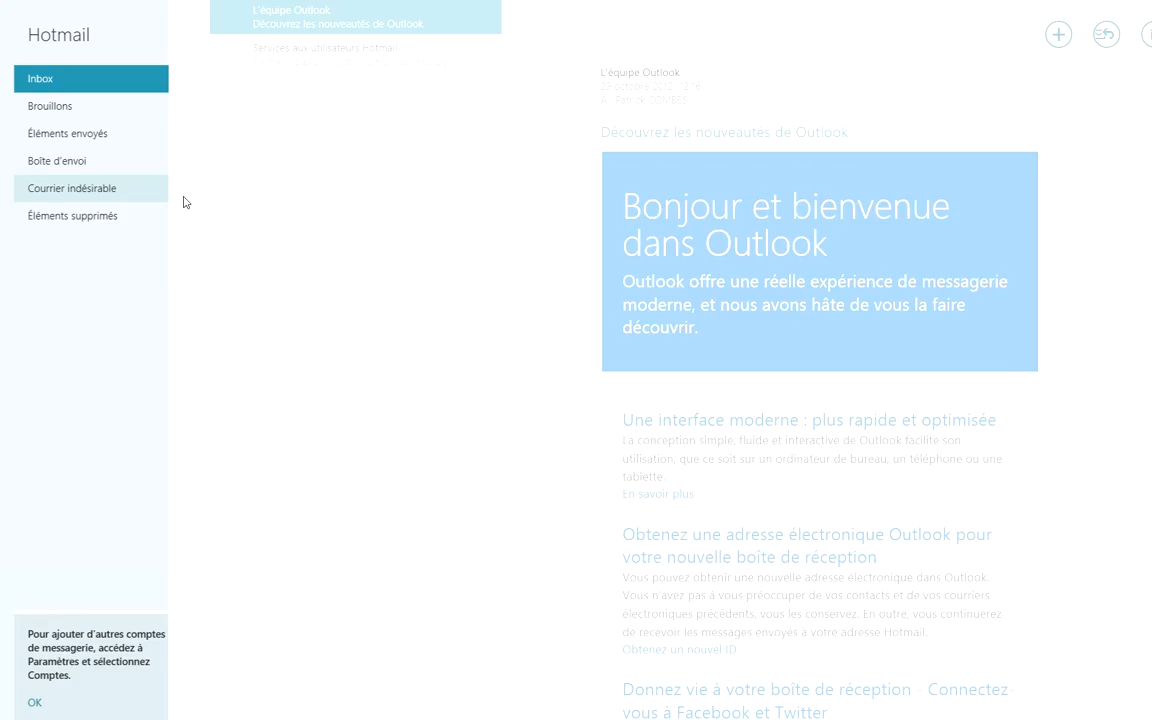 Hotmail
Inbox
Brouillons
Éléments envoyés
Boîte d'envoi
Courrier indésirable
Éléments supprimés
Pour ajouter d'autres comptes
de messagerie, accédez à
Paramètres et sélectionnez
Comptes.
OK
L'équipe Outlook
Découvrez les nouveautés de Outlook
Services aux utilisateurs Hotmail
L'équipe Outlook
À : Patrick COMBES
Découvrez les nouveautés de Outlook
Bonjour et bienvenue
dans Outlook
Outlook offre une réelle expérience de messagerie
moderne, et nous avons hâte de vous la faire
découvrir.
Une interface moderne : plus rapide et optimisée
La conception simple, fluide et interactive de Outlook facilite son
utilisation, que ce soit sur un ordinateur de bureau, un téléphone ou une
tablette.
En savoir plus
Obtenez une adresse électronique Outlook pour
votre nouvelle boîte de réception
Vous pouvez obtenir une nouvelle adresse électronique dans Outlook.
Vous n'avez pas à vous préoccuper de vos contacts et de vos courriers
électroniques précédents, vous les conservez. En outre, vous continuerez
de recevoir les messages envoyés à votre adresse Hotmail.
Obtenez un nouvel ID
Donnez vie à votre boîte de réception - Connectez-
vous à Facebook et Twitter